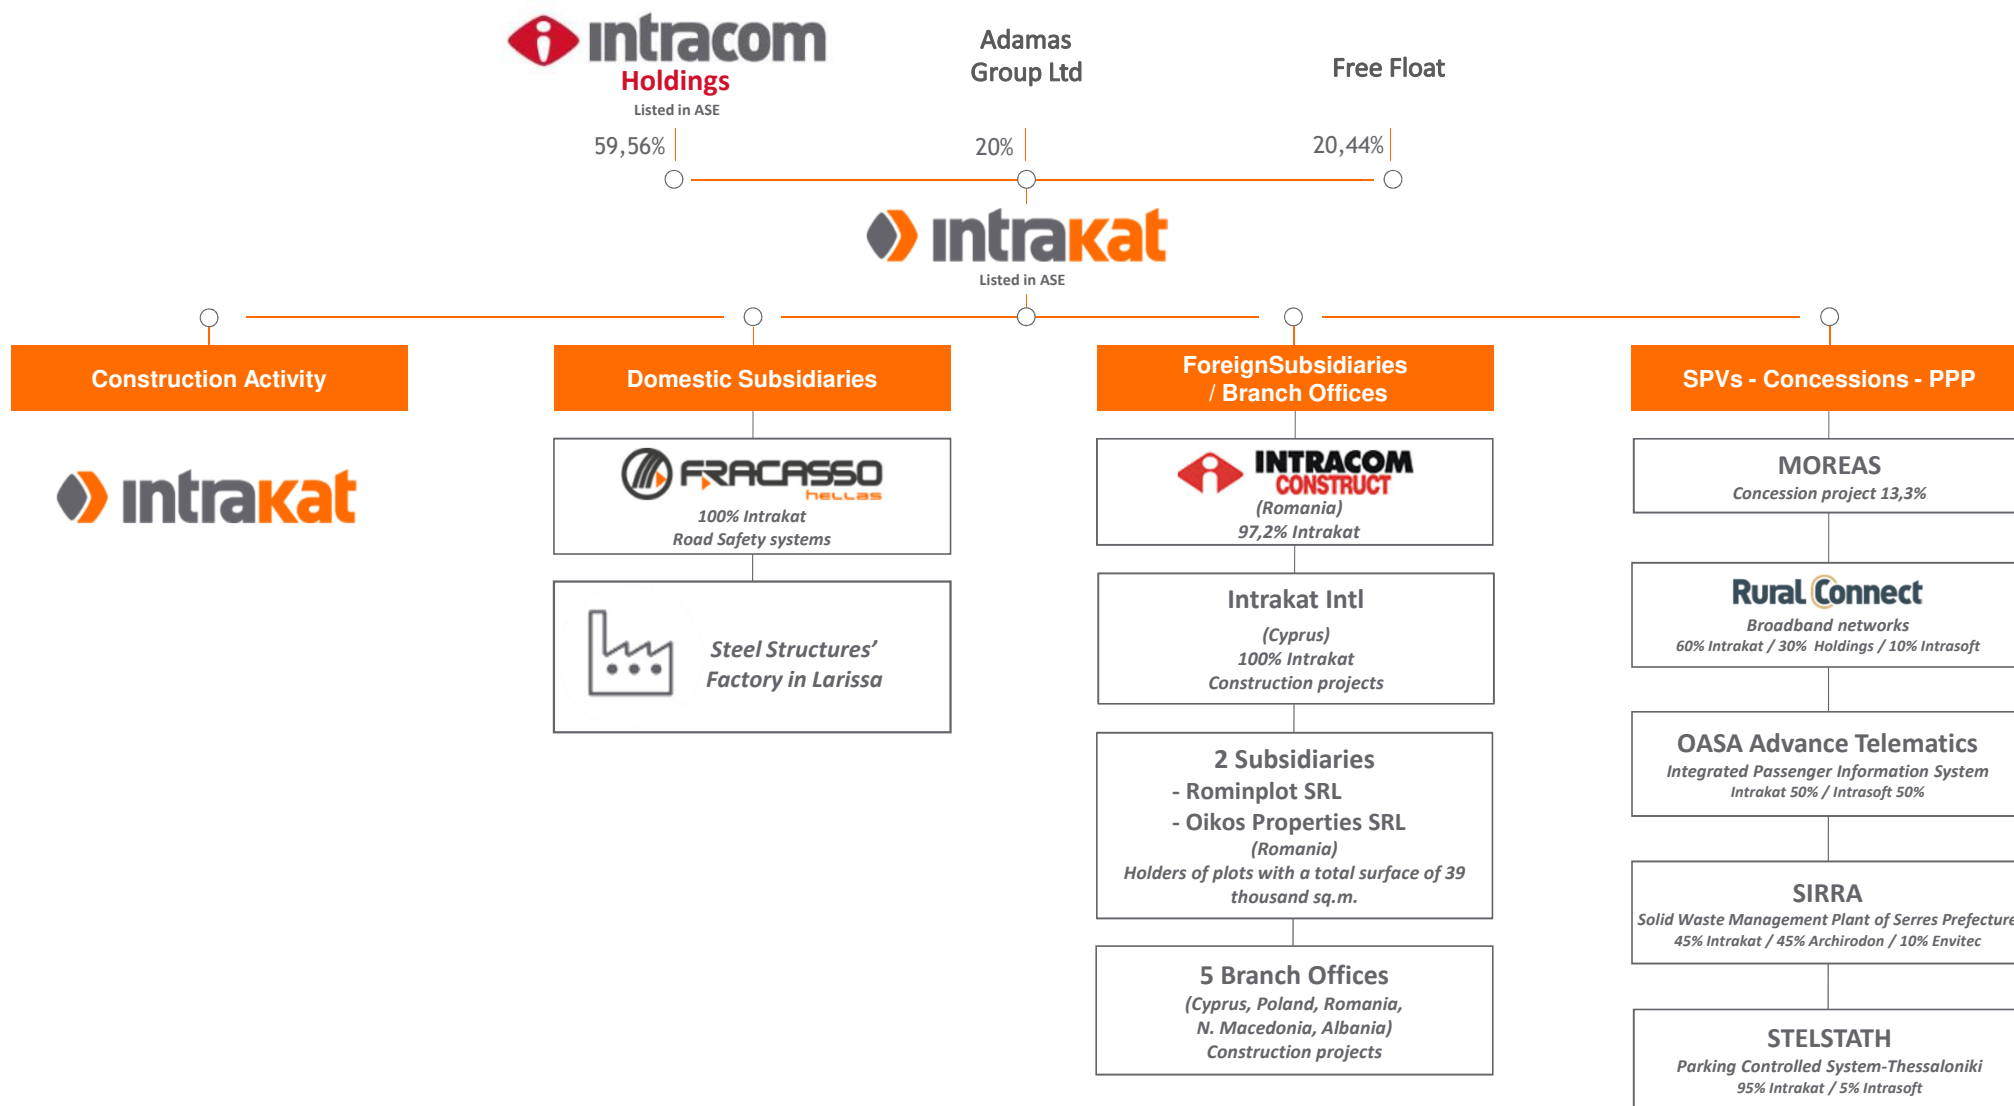 intracom
Holdings
Listed in ASE
59,56%
Adamas
Group Ltd
20%
Free Float
20,44%
intrakat
Listed in ASE
Construction Activity
intrakat
Domestic Subsidiaries
FRACASSO
hellas
100% Intrakat
Road Safety systems
Steel Structures’
Factory in Larissa
ForeignSubsidiaries
/ Branch Offices
INTRACOM
CONSTRUCT
(Romania)
97,2% Intrakat
Intrakat Intl
(Cyprus)
100% Intrakat
Construction projects
2 Subsidiaries
- Rominplot SRL
- Oikos Properties SRL
(Romania)
Holders of plots with a total surface of 39
thousand sq.m.
5 Branch Offices
(Cyprus, Poland, Romania,
N. Macedonia, Albania)
Construction projects
SPVs - Concessions - PPP
MOREAS
Concession project 13,3%
Rural Connect
Broadband networks
60% Intrakat / 30% Holdings / 10% Intrasoft
OASA Advance Telematics
Integrated Passenger Information System
Intrakat 50% / Intrasoft 50%
SIRRA
Solid Waste Management Plant of Serres Prefecture
45% Intrakat / 45% Archirodon / 10% Envitec
STELSTATH
Parking Controlled System-Thessaloniki
95% Intrakat / 5% Intrasoft